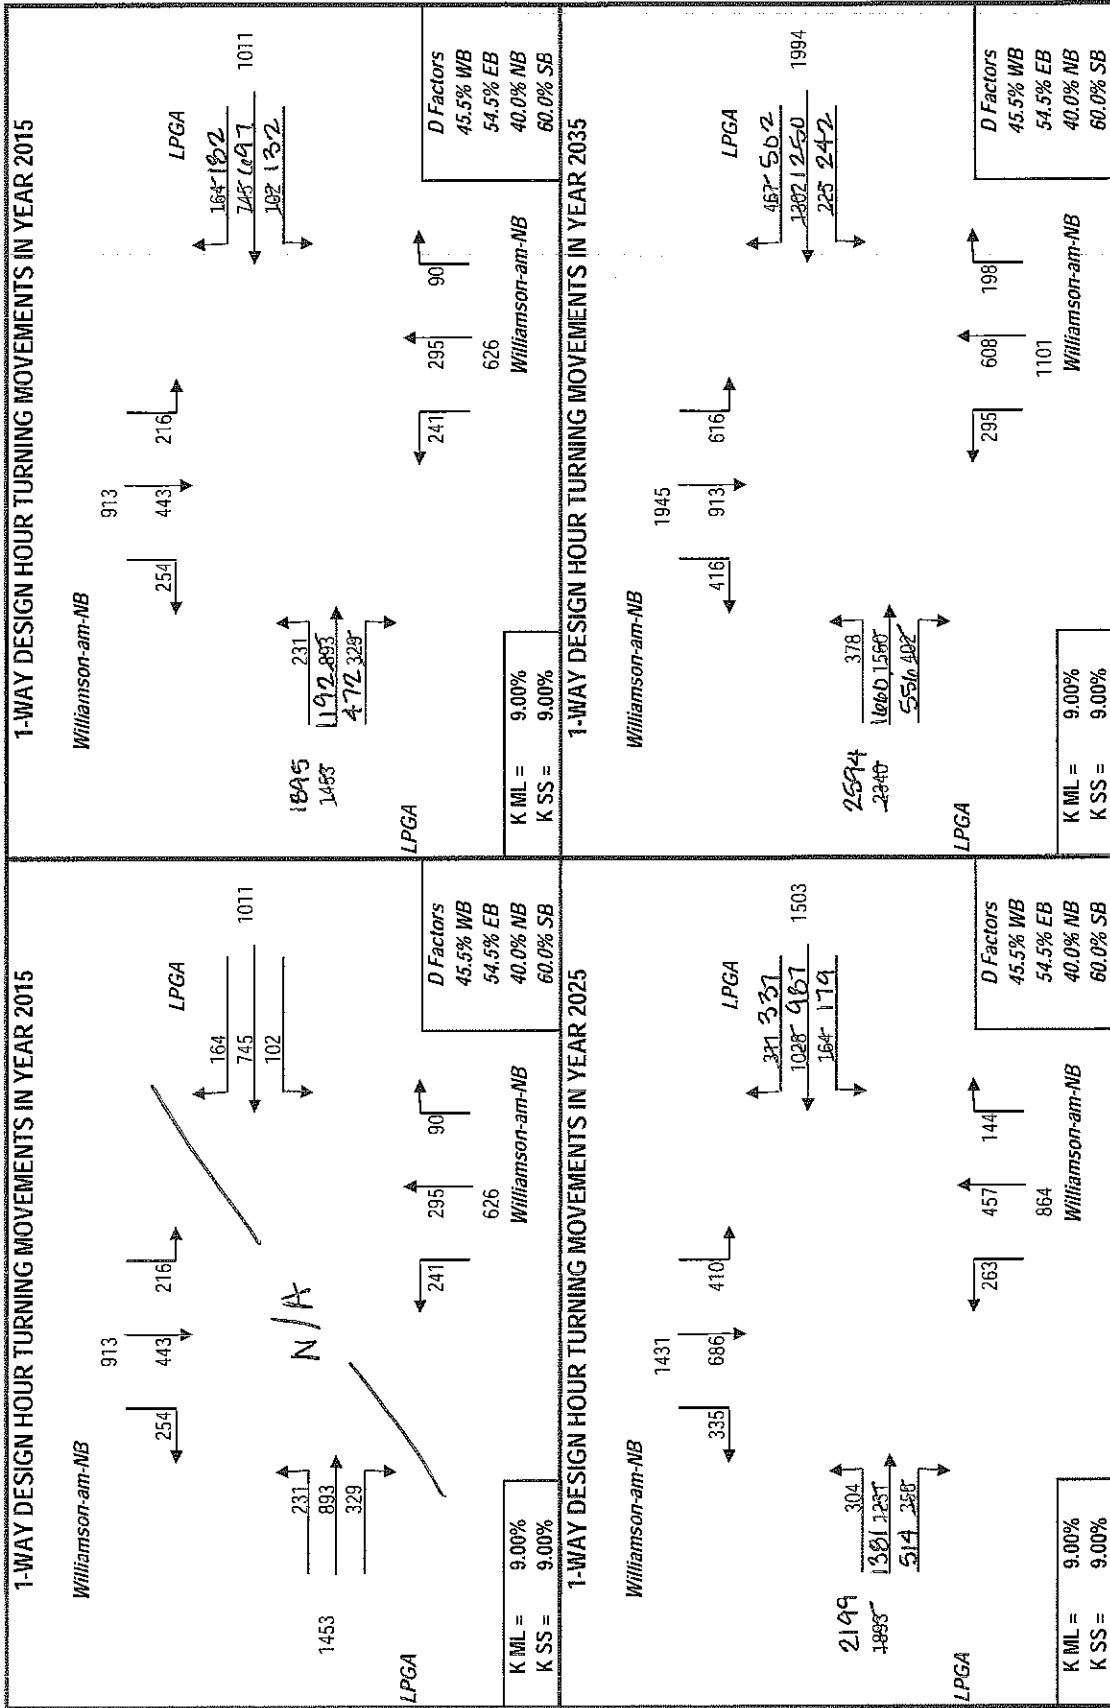 1-WAY DESIGN HOUR TURNING MOVEMENTS IN YEAR 2015
Williamson-am-NB
913
254 443 216
LPGA
164
745
102
1011
N/A
1453
231
893
329
LPGA
241 295 90
626
Williamson-am-NB
K ML = 9.00%
K SS = 9.00%
D Factors
45.5% WB
54.5% EB
40.0% NB
60.0% SB
1-WAY DESIGN HOUR TURNING MOVEMENTS IN YEAR 2015
Williamson-am-NB
913
254 443 216
LPGA
164 182
745 697
102 132
1011
1895
1453
231
1192 893
472 329
LPGA
241 295 90
626
Williamson-am-NB
K ML = 9.00%
K SS = 9.00%
D Factors
45.5% WB
54.5% EB
40.0% NB
60.0% SB
1-WAY DESIGN HOUR TURNING MOVEMENTS IN YEAR 2025
Williamson-am-NB
1431
335 686 410
LPGA
337
1028 987
164 179
1503
2199
1893
304
1381
514
LPGA
263 457 144
864
Williamson-am-NB
K ML = 9.00%
K SS = 9.00%
D Factors
45.5% WB
54.5% EB
40.0% NB
60.0% SB
1-WAY DESIGN HOUR TURNING MOVEMENTS IN YEAR 2035
Williamson-am-NB
1945
416 913 616
LPGA
467 502
1302 1250
225 242
1994
2594
2340
378
1660 1560
556 402
LPGA
295 608 198
1101
Williamson-am-NB
K ML = 9.00%
K SS = 9.00%
D Factors
45.5% WB
54.5% EB
40.0% NB
60.0% SB